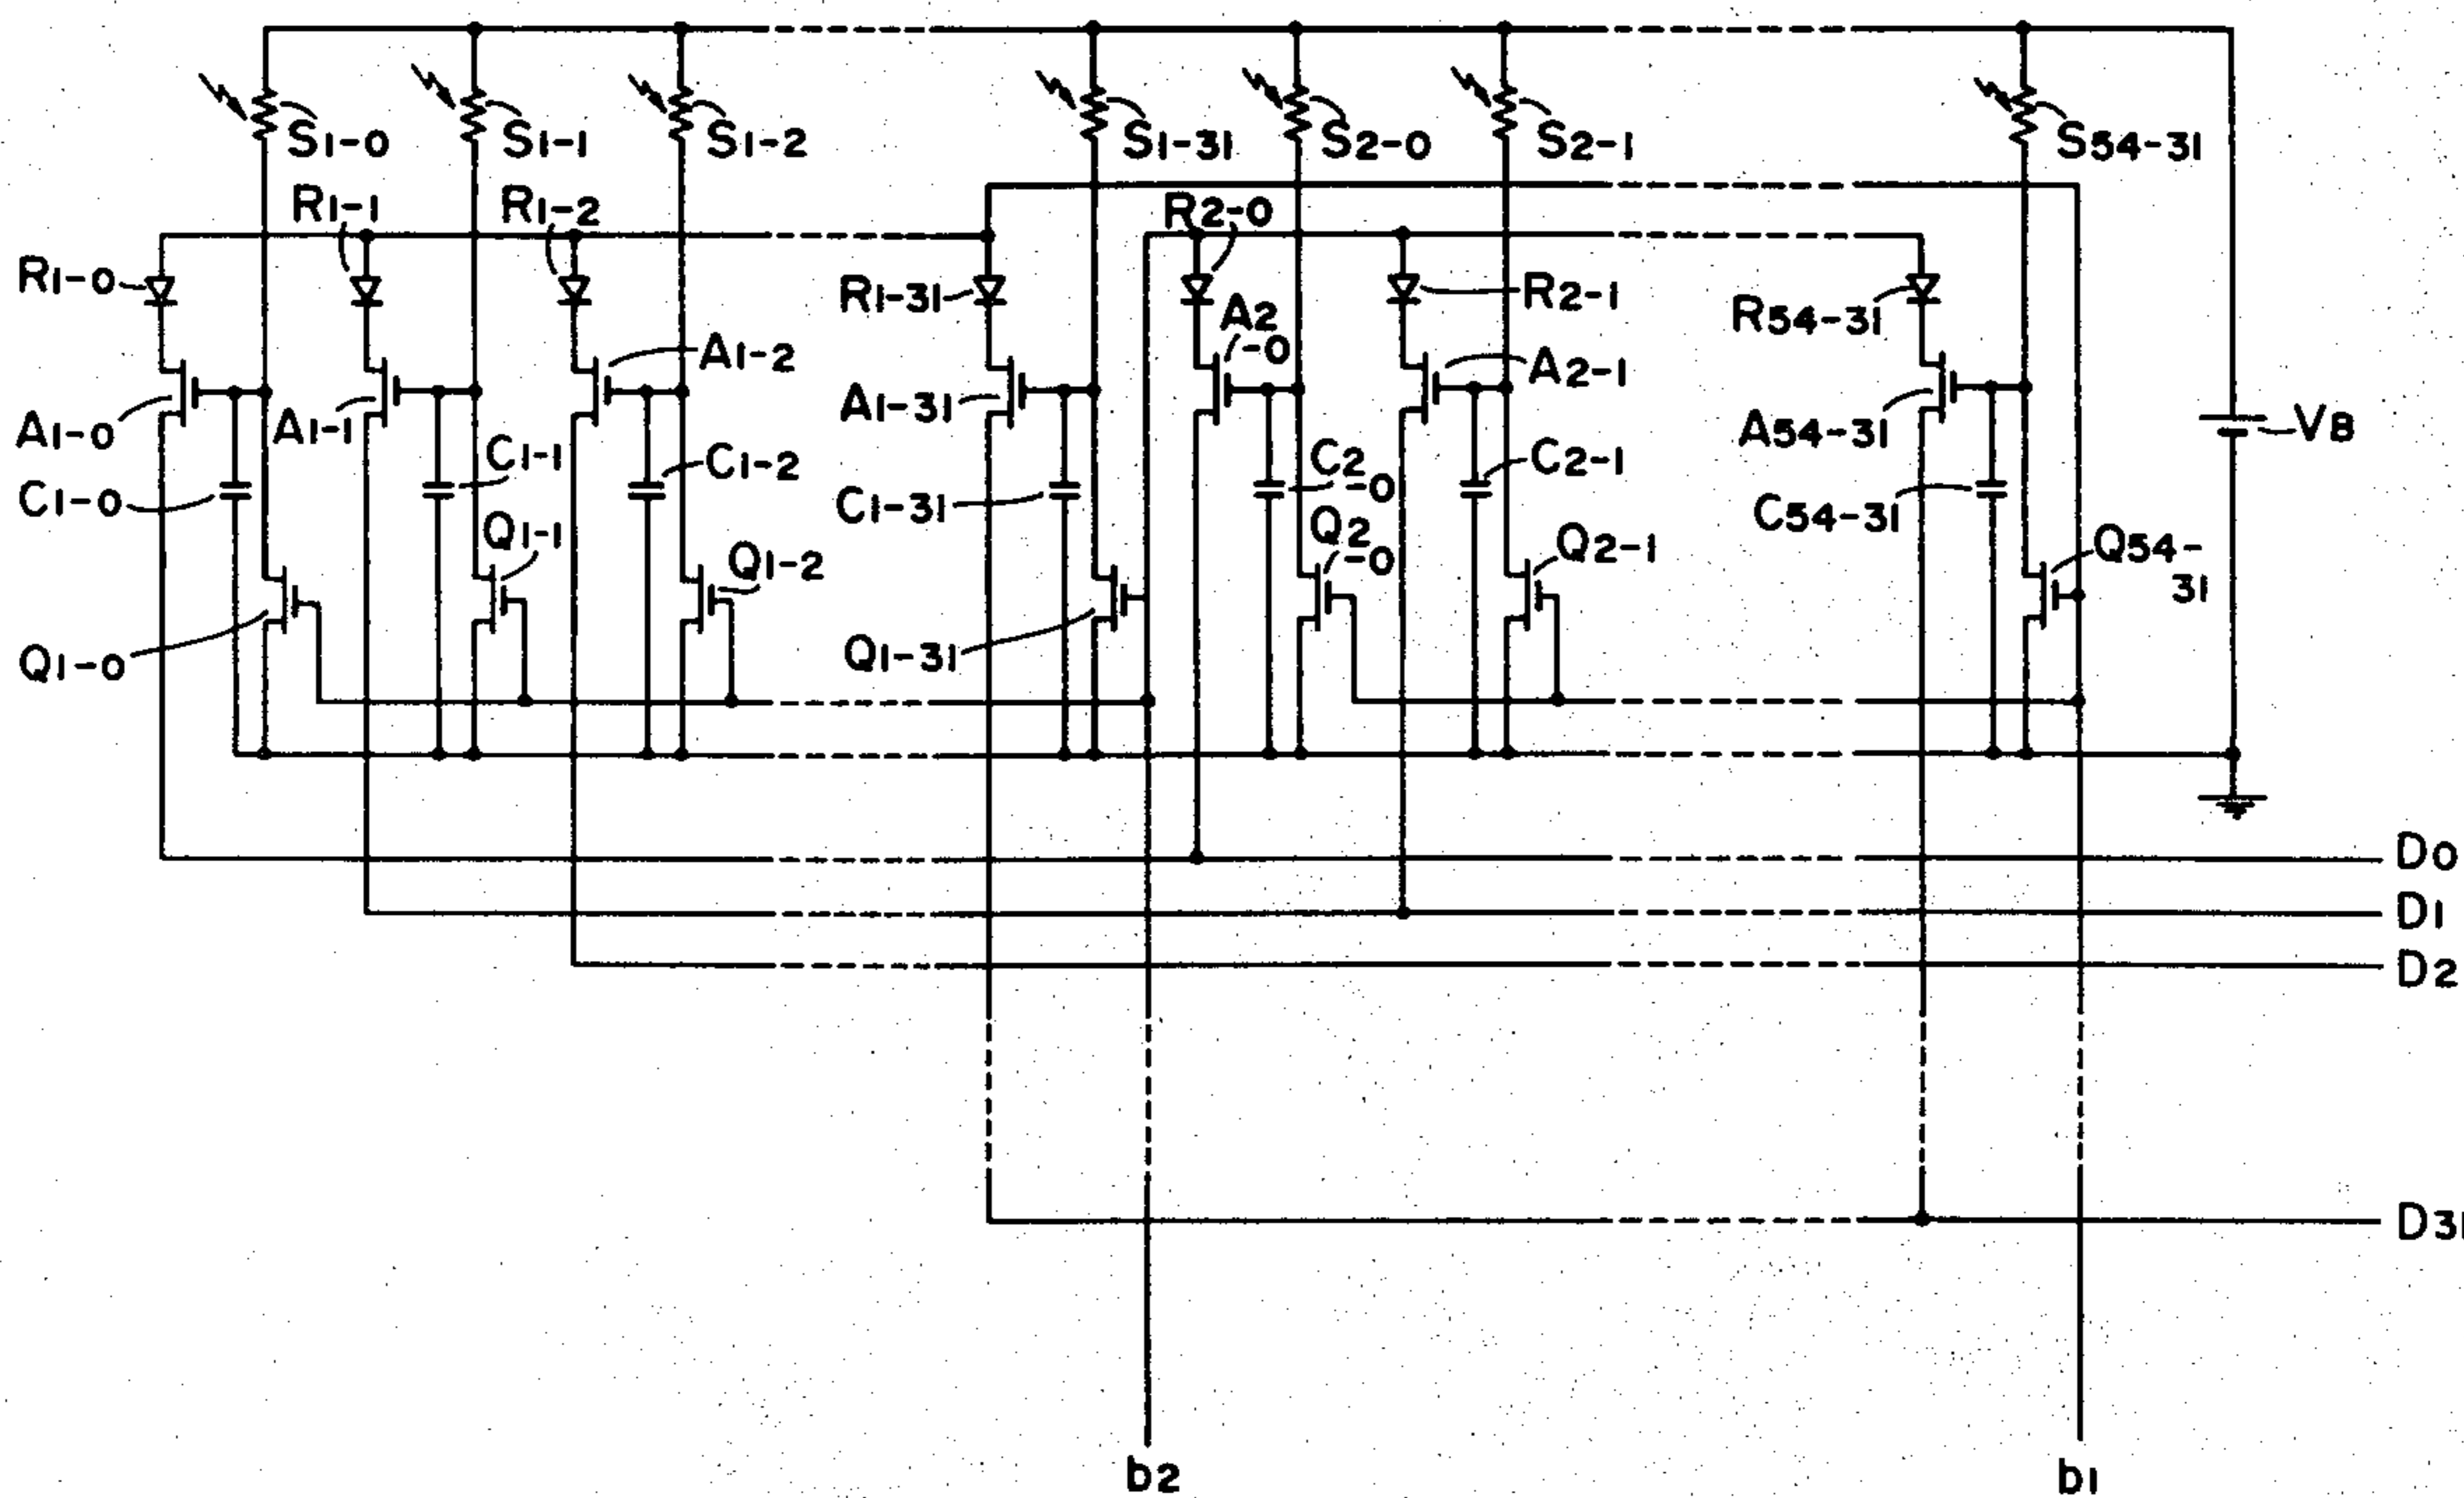 S1-0
S1-1
S1-2
S1-31
S2-0
S2-1
S54-31
R1-1
R1-2
R2-0
R1-0
R1-31
R2-1
R54-31
A1-0
A1-1
A1-2
A1-31
A2
-0
A2-1
A54-31
VB
C1-0
C1-1
C1-2
C1-31
C2
-0
C2-1
C54-31
Q1-0
Q1-1
Q1-2
Q1-31
Q2
-0
Q2-1
Q54-
31
D0
D1
D2
D31
b2
b1